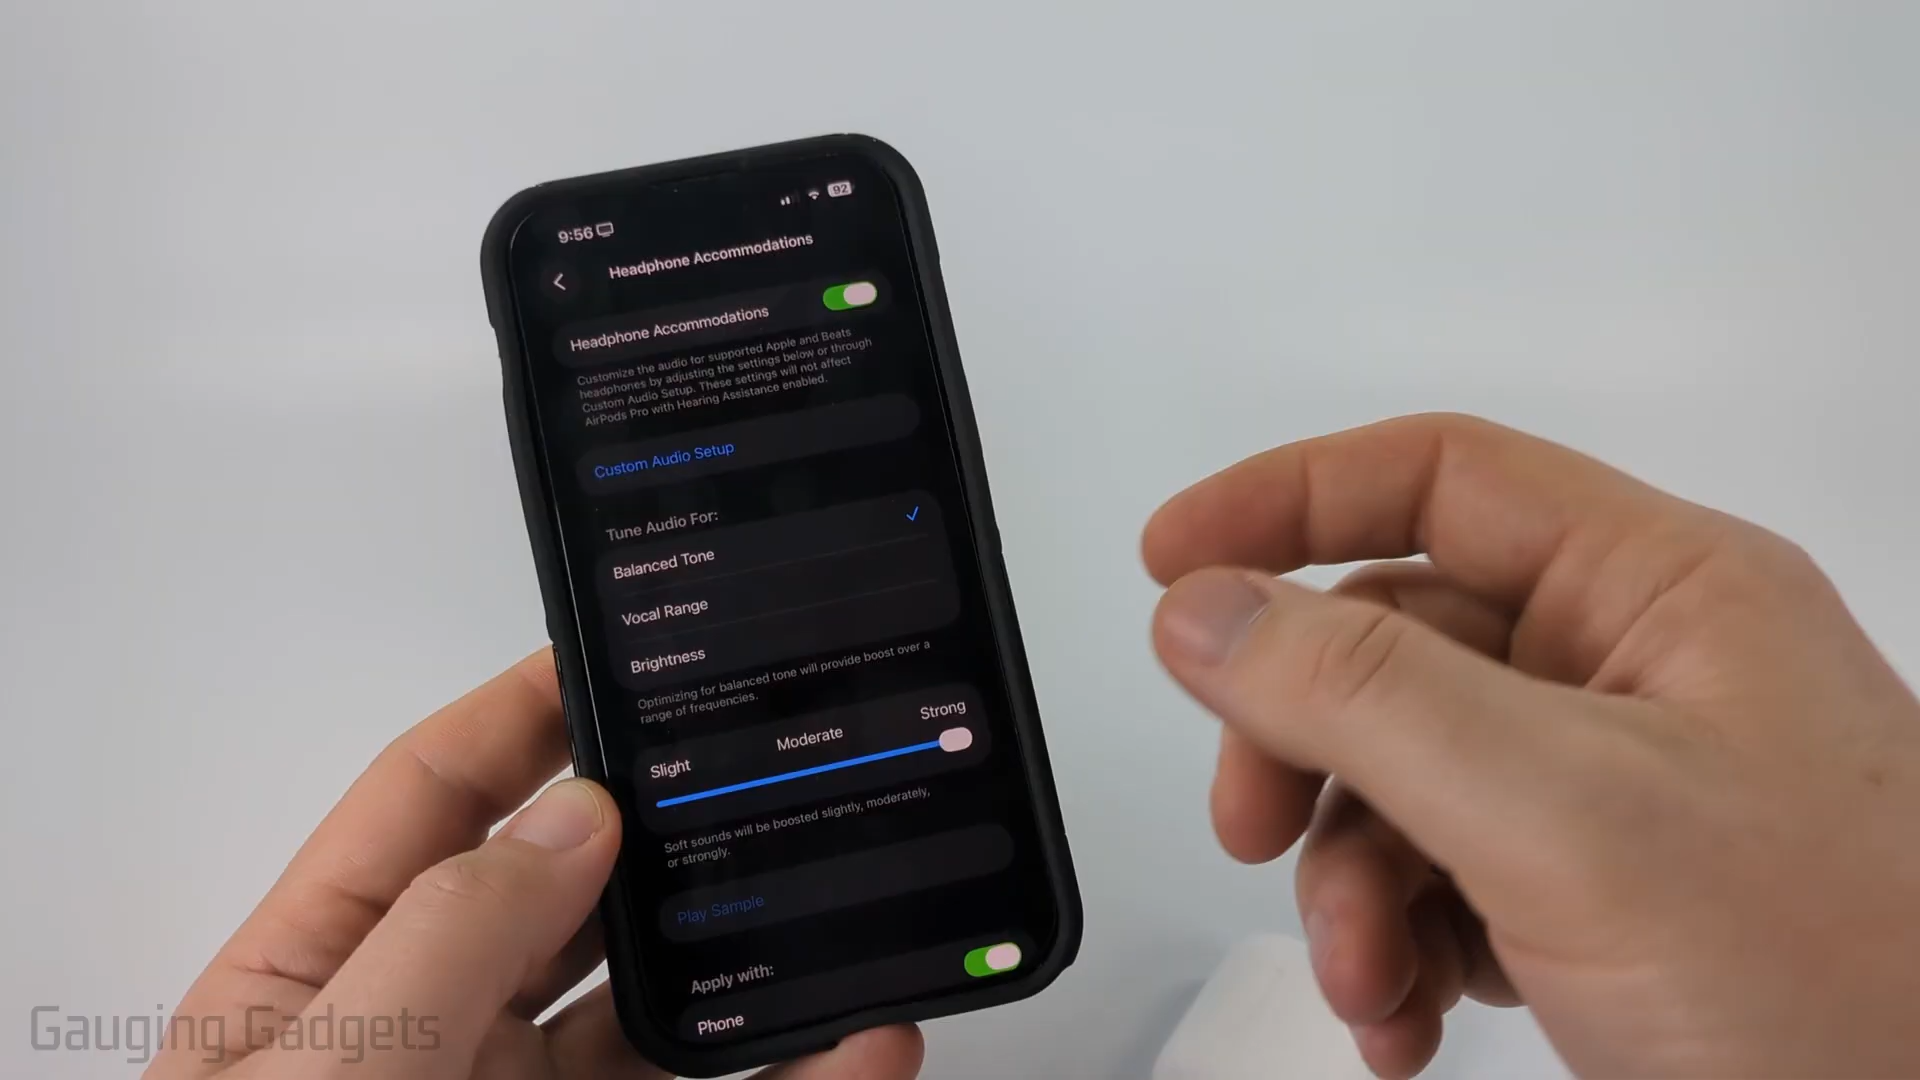 9:56
92
Headphone Accommodations
Headphone Accommodations
Customize the audio for supported Apple and Beats
headphones by adjusting the settings below or through
Custom Audio Setup. These settings will not affect
AirPods Pro with Hearing Assistance enabled.
Custom Audio Setup
Tune Audio For:
Balanced Tone
Vocal Range
Brightness
Optimizing for balanced tone will provide boost over a
range of frequencies.
Slight Moderate Strong
Soft sounds will be boosted slightly, moderately,
or strongly.
Play Sample
Apply with:
Phone
Gauging Gadgets